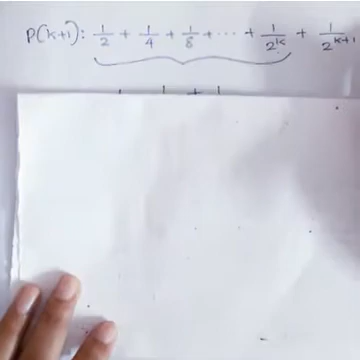 P(k+1): 1/2 + 1/4 + 1/8 + ... + 1/2^k + 1/2^{k+1}